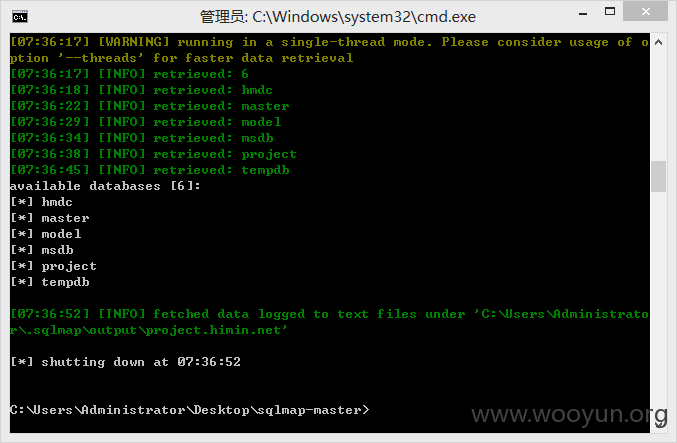 管理员: C:\Windows\system32\cmd.exe
[07:36:17] [WARNING] running in a single-thread mode. Please consider usage of o
ption '--threads' for faster data retrieval
[07:36:17] [INFO] retrieved: 6
[07:36:18] [INFO] retrieved: hmdc
[07:36:22] [INFO] retrieved: master
[07:36:29] [INFO] retrieved: model
[07:36:34] [INFO] retrieved: msdb
[07:36:38] [INFO] retrieved: project
[07:36:45] [INFO] retrieved: tempdb
available databases [6]:
[*] hmdc
[*] master
[*] model
[*] msdb
[*] project
[*] tempdb
[07:36:52] [INFO] fetched data logged to text files under 'C:\Users\Administrato
r\.sqlmap\output\project.himin.net'
[*] shutting down at 07:36:52
C:\Users\Administrator\Desktop\sqlmap-master>
www.wooyun.org